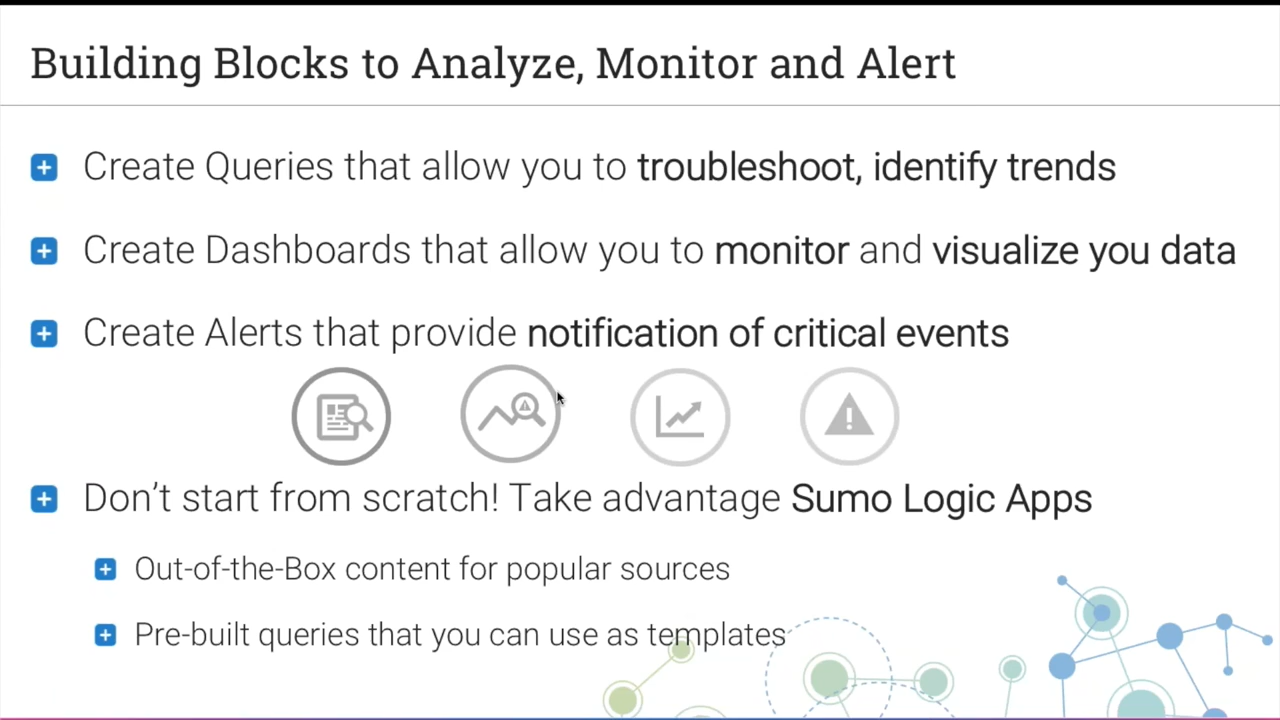 Building Blocks to Analyze, Monitor and Alert
Create Queries that allow you to troubleshoot, identify trends
Create Dashboards that allow you to monitor and visualize you data
Create Alerts that provide notification of critical events
Don’t start from scratch! Take advantage Sumo Logic Apps
Out-of-the-Box content for popular sources
Pre-built queries that you can use as templates